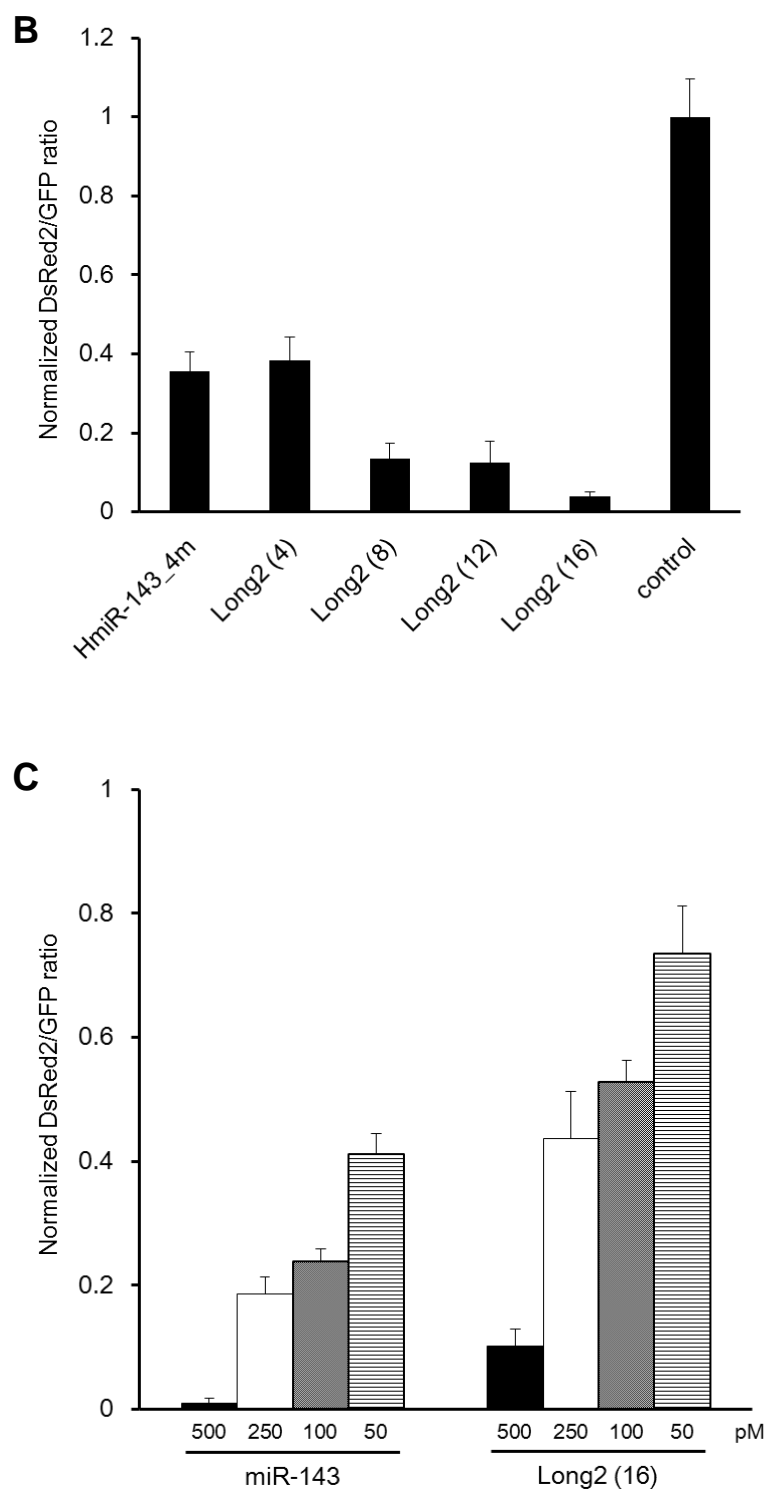 B
Normalized DsRed2/GFP ratio
1.2
1
0.8
0.6
0.4
0.2
0
HmiR-143_4m
Long2 (4)
Long2 (8)
Long2 (12)
Long2 (16)
control
C
Normalized DsRed2/GFP ratio
1
0.8
0.6
0.4
0.2
0
500 250 100 50 500 250 100 50 pM
miR-143 Long2 (16)